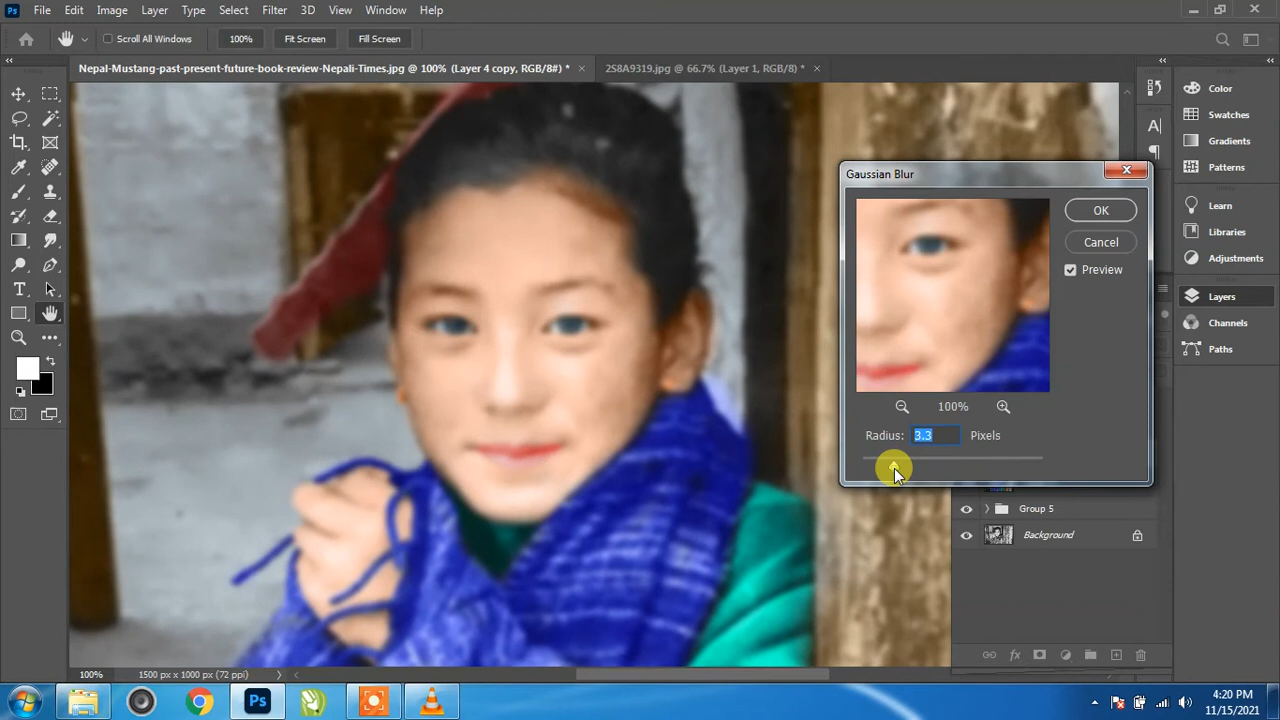 Ps File Edit Image Layer Type Select Filter 3D View Window Help
Scroll All Windows 100% Fit Screen Fill Screen
Nepal-Mustang-past-present-future-book-review-Nepali-Times.jpg @ 100% (Layer 4 copy, RGB/8#) * 2S8A9319.jpg @ 66.7% (Layer 1, RGB/8) *
Color
Swatches
Gradients
Patterns
Learn
Libraries
Adjustments
Layers
Channels
Paths
Gaussian Blur
OK
Cancel
Preview
100%
Radius: 3.3 Pixels
Group 5
Background
100% 1500 px x 1000 px (72 ppi)
Ps
4:20 PM
11/15/2021